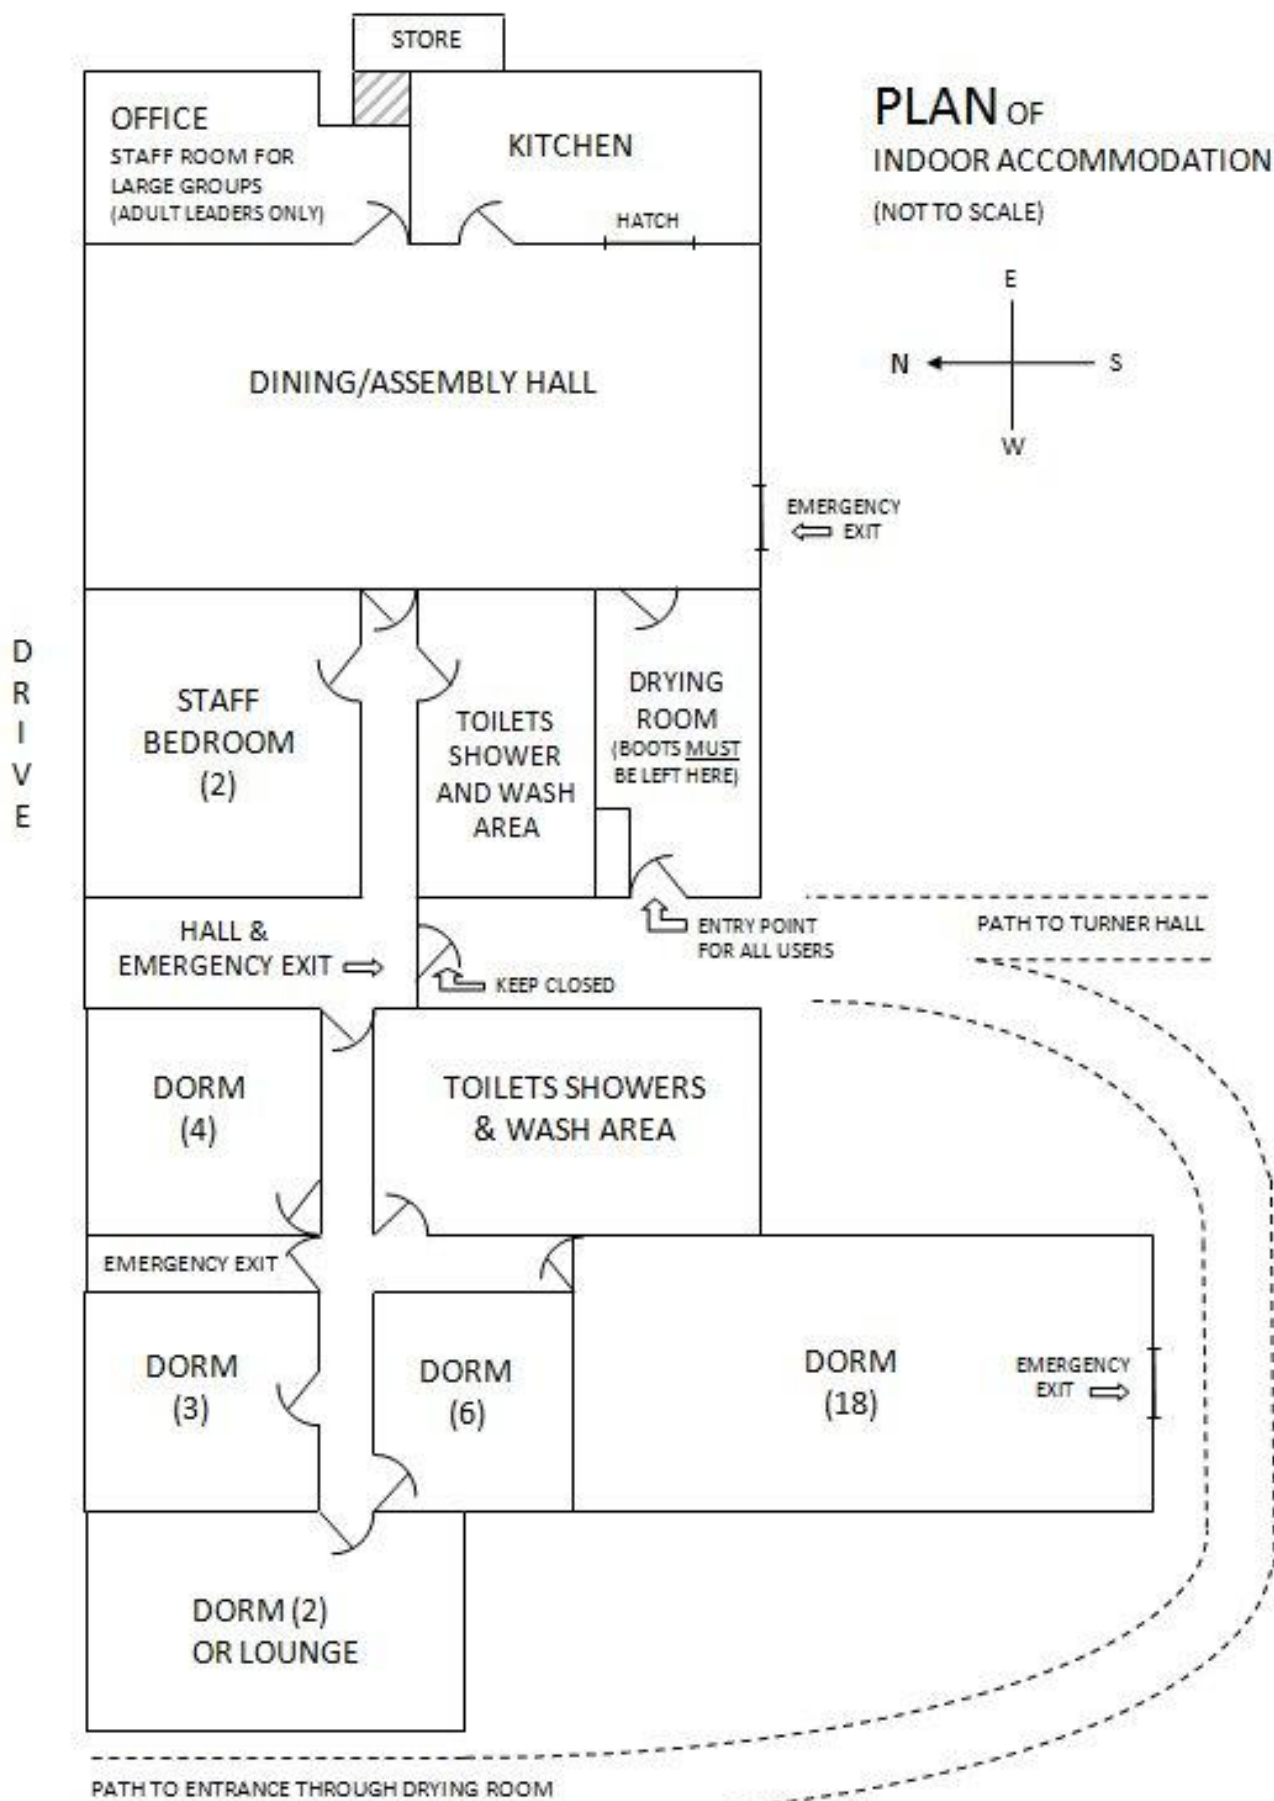 STORE
PLAN OF
INDOOR ACCOMMODATION
(NOT TO SCALE)
OFFICE
STAFF ROOM FOR
LARGE GROUPS
(ADULT LEADERS ONLY)
KITCHEN
HATCH
E
N
S
W
DINING/ASSEMBLY HALL
EMERGENCY
EXIT
D
R
I
V
E
STAFF
BEDROOM
(2)
TOILETS
SHOWER
AND WASH
AREA
DRYING
ROOM
(BOOTS MUST
BE LEFT HERE)
HALL &
EMERGENCY EXIT
KEEP CLOSED
ENTRY POINT
FOR ALL USERS
PATH TO TURNER HALL
DORM
(4)
TOILETS SHOWERS
& WASH AREA
EMERGENCY EXIT
DORM
(3)
DORM
(6)
DORM
(18)
EMERGENCY
EXIT
DORM (2)
OR LOUNGE
PATH TO ENTRANCE THROUGH DRYING ROOM